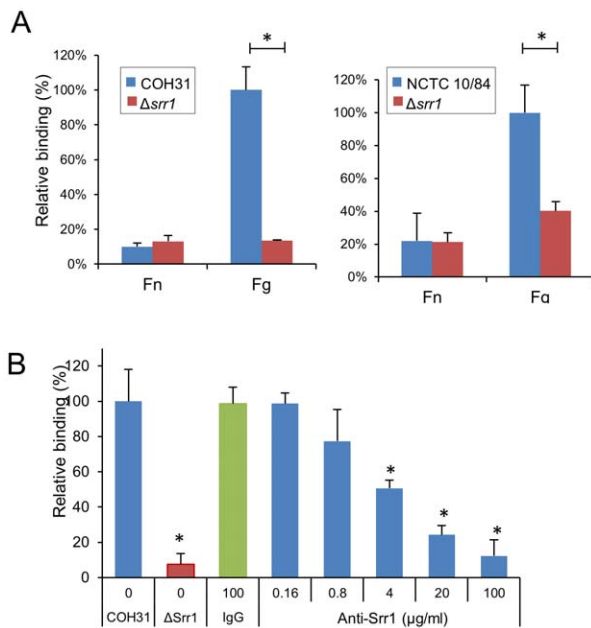 A
Relative binding (%)
120%
100%
80%
60%
40%
20%
0%
COH31
Δsrr1
*
Fn
Fg
120%
100%
80%
60%
40%
20%
0%
NCTC 10/84
Δsrr1
*
Fn
Fg
B
Relative binding (%)
120
100
80
60
40
20
0
*
*
*
*
0 0 100 0.16 0.8 4 20 100
COH31 ΔSrr1 IgG Anti-Srr1 (µg/ml)